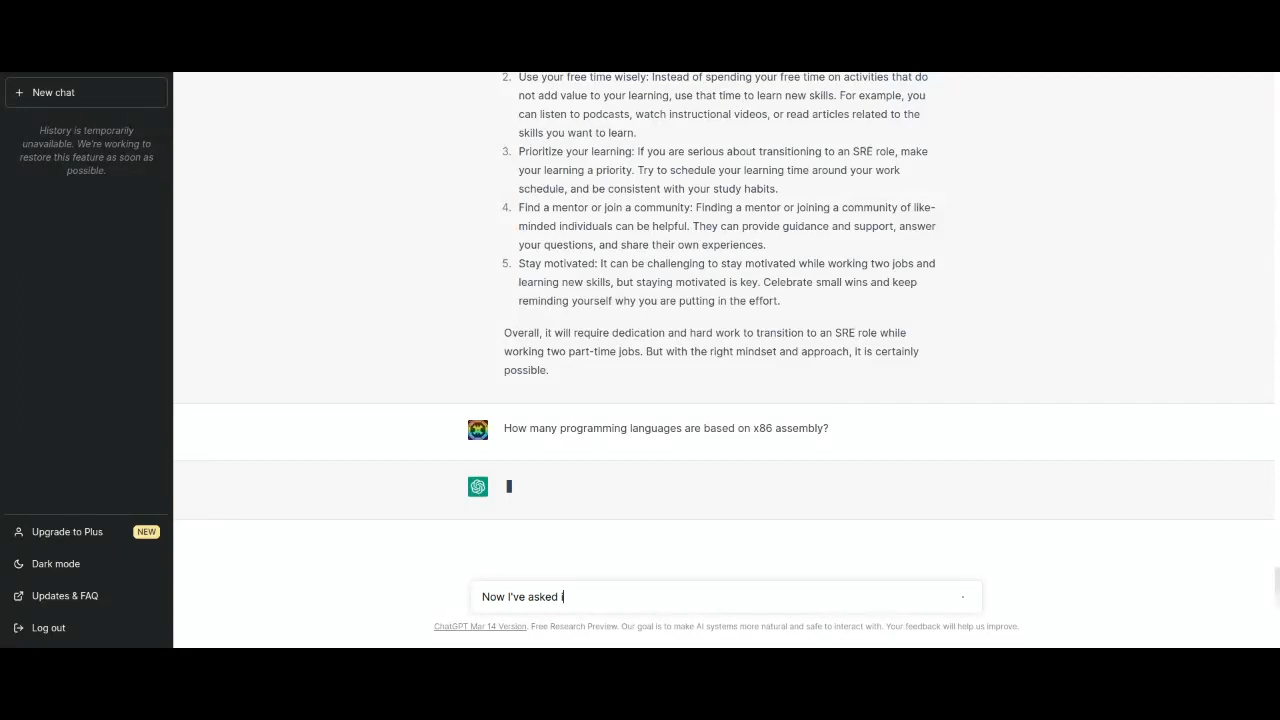 New chat
History is temporarily
unavailable. We're working to
restore this feature as soon as
possible.
Upgrade to Plus NEW
Dark mode
Updates & FAQ
Log out
2. Use your free time wisely: Instead of spending your free time on activities that do
not add value to your learning, use that time to learn new skills. For example, you
can listen to podcasts, watch instructional videos, or read articles related to the
skills you want to learn.
3. Prioritize your learning: If you are serious about transitioning to an SRE role, make
your learning a priority. Try to schedule your learning time around your work
schedule, and be consistent with your study habits.
4. Find a mentor or join a community: Finding a mentor or joining a community of like-
minded individuals can be helpful. They can provide guidance and support, answer
your questions, and share their own experiences.
5. Stay motivated: It can be challenging to stay motivated while working two jobs and
learning new skills, but staying motivated is key. Celebrate small wins and keep
reminding yourself why you are putting in the effort.
Overall, it will require dedication and hard work to transition to an SRE role while
working two part-time jobs. But with the right mindset and approach, it is certainly
possible.
How many programming languages are based on x86 assembly?
Now I've asked i
ChatGPT Mar 14 Version. Free Research Preview. Our goal is to make AI systems more natural and safe to interact with. Your feedback will help us improve.